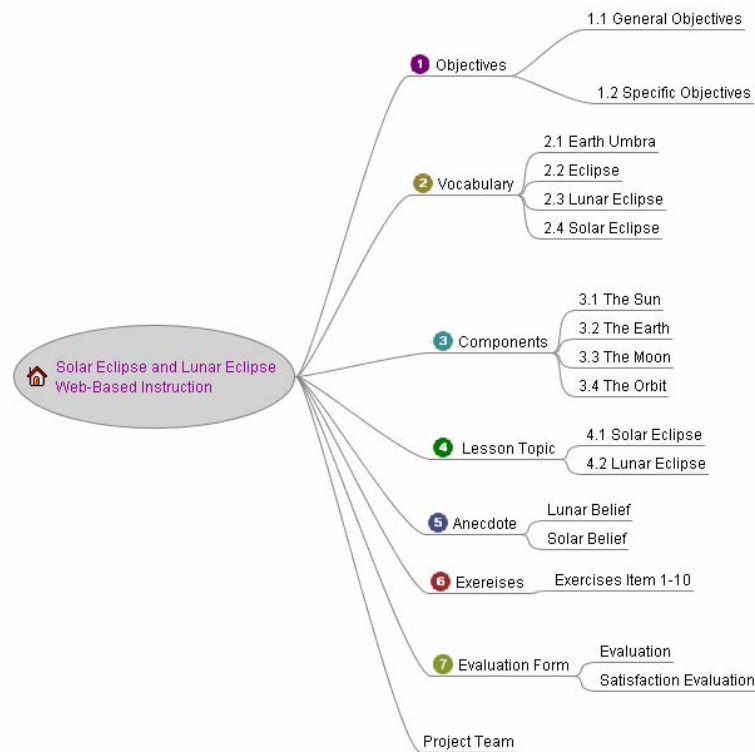 Solar Eclipse and Lunar Eclipse
Web-Based Instruction
1 Objectives
1.1 General Objectives
1.2 Specific Objectives
2 Vocabulary
2.1 Earth Umbra
2.2 Eclipse
2.3 Lunar Eclipse
2.4 Solar Eclipse
3 Components
3.1 The Sun
3.2 The Earth
3.3 The Moon
3.4 The Orbit
4 Lesson Topic
4.1 Solar Eclipse
4.2 Lunar Eclipse
5 Anecdote
Lunar Belief
Solar Belief
6 Exereises
Exercises Item 1-10
7 Evaluation Form
Evaluation
Satisfaction Evaluation
Project Team